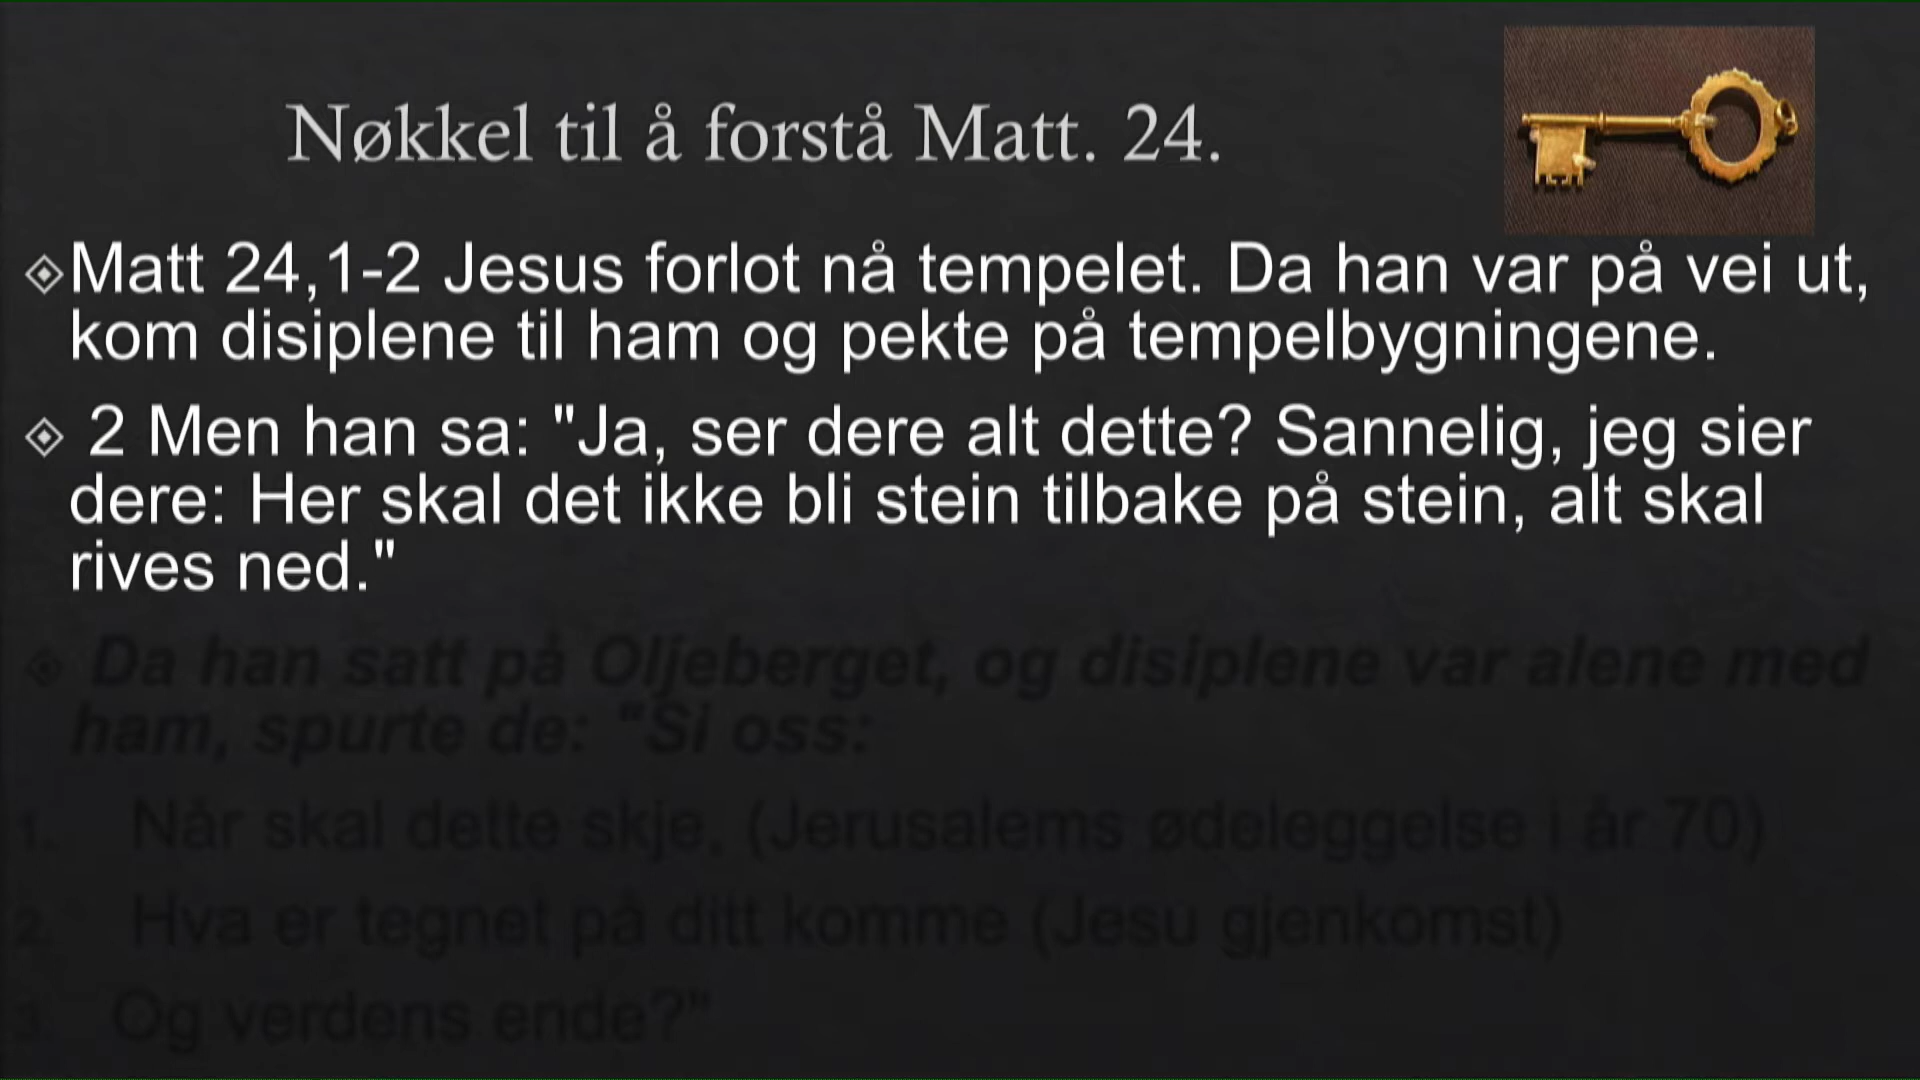 Nøkkel til å forstå Matt. 24.
Matt 24,1-2 Jesus forlot nå tempelet. Da han var på vei ut,
kom disiplene til ham og pekte på tempelbygningene.
2 Men han sa: "Ja, ser dere alt dette? Sannelig, jeg sier
dere: Her skal det ikke bli stein tilbake på stein, alt skal
rives ned."
Da han satt på Oljeberget, og disiplene var alene med
ham, spurte de: "Si oss:
1. Når skal dette skje, (Jerusalems ødeleggelse i år 70)
2. Hva er tegnet på ditt komme (Jesu gjenkomst)
3. Og verdens ende?"